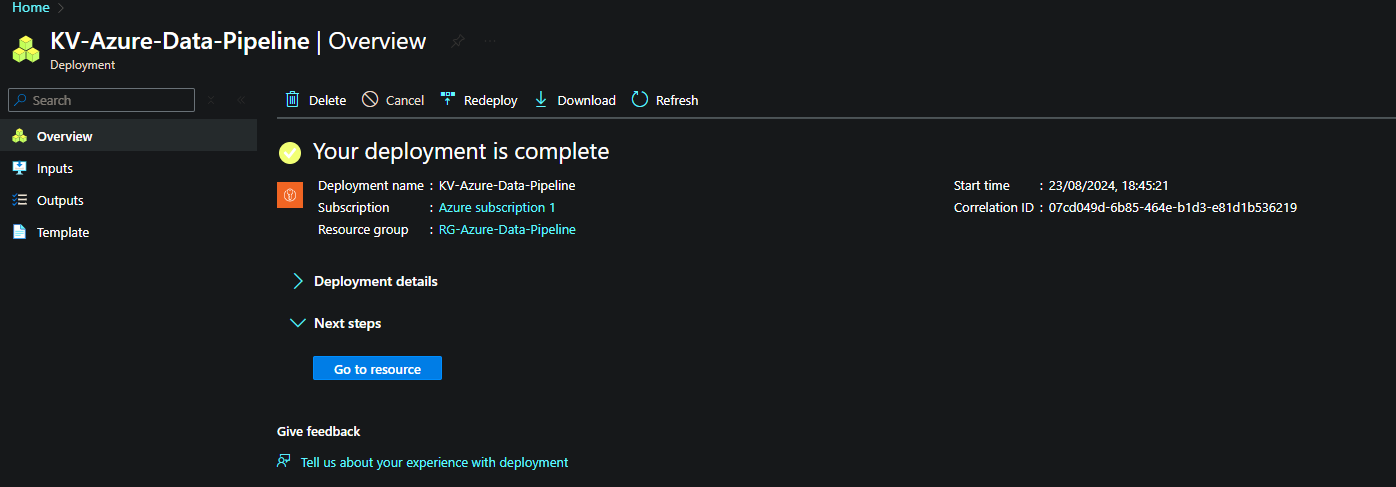 Home
KV-Azure-Data-Pipeline | Overview
Deployment
Search
Delete Cancel Redeploy Download Refresh
Overview
Inputs
Outputs
Template
Your deployment is complete
Deployment name : KV-Azure-Data-Pipeline
Subscription : Azure subscription 1
Resource group : RG-Azure-Data-Pipeline
Start time : 23/08/2024, 18:45:21
Correlation ID : 07cd049d-6b85-464e-b1d3-e81d1b536219
Deployment details
Next steps
Go to resource
Give feedback
Tell us about your experience with deployment